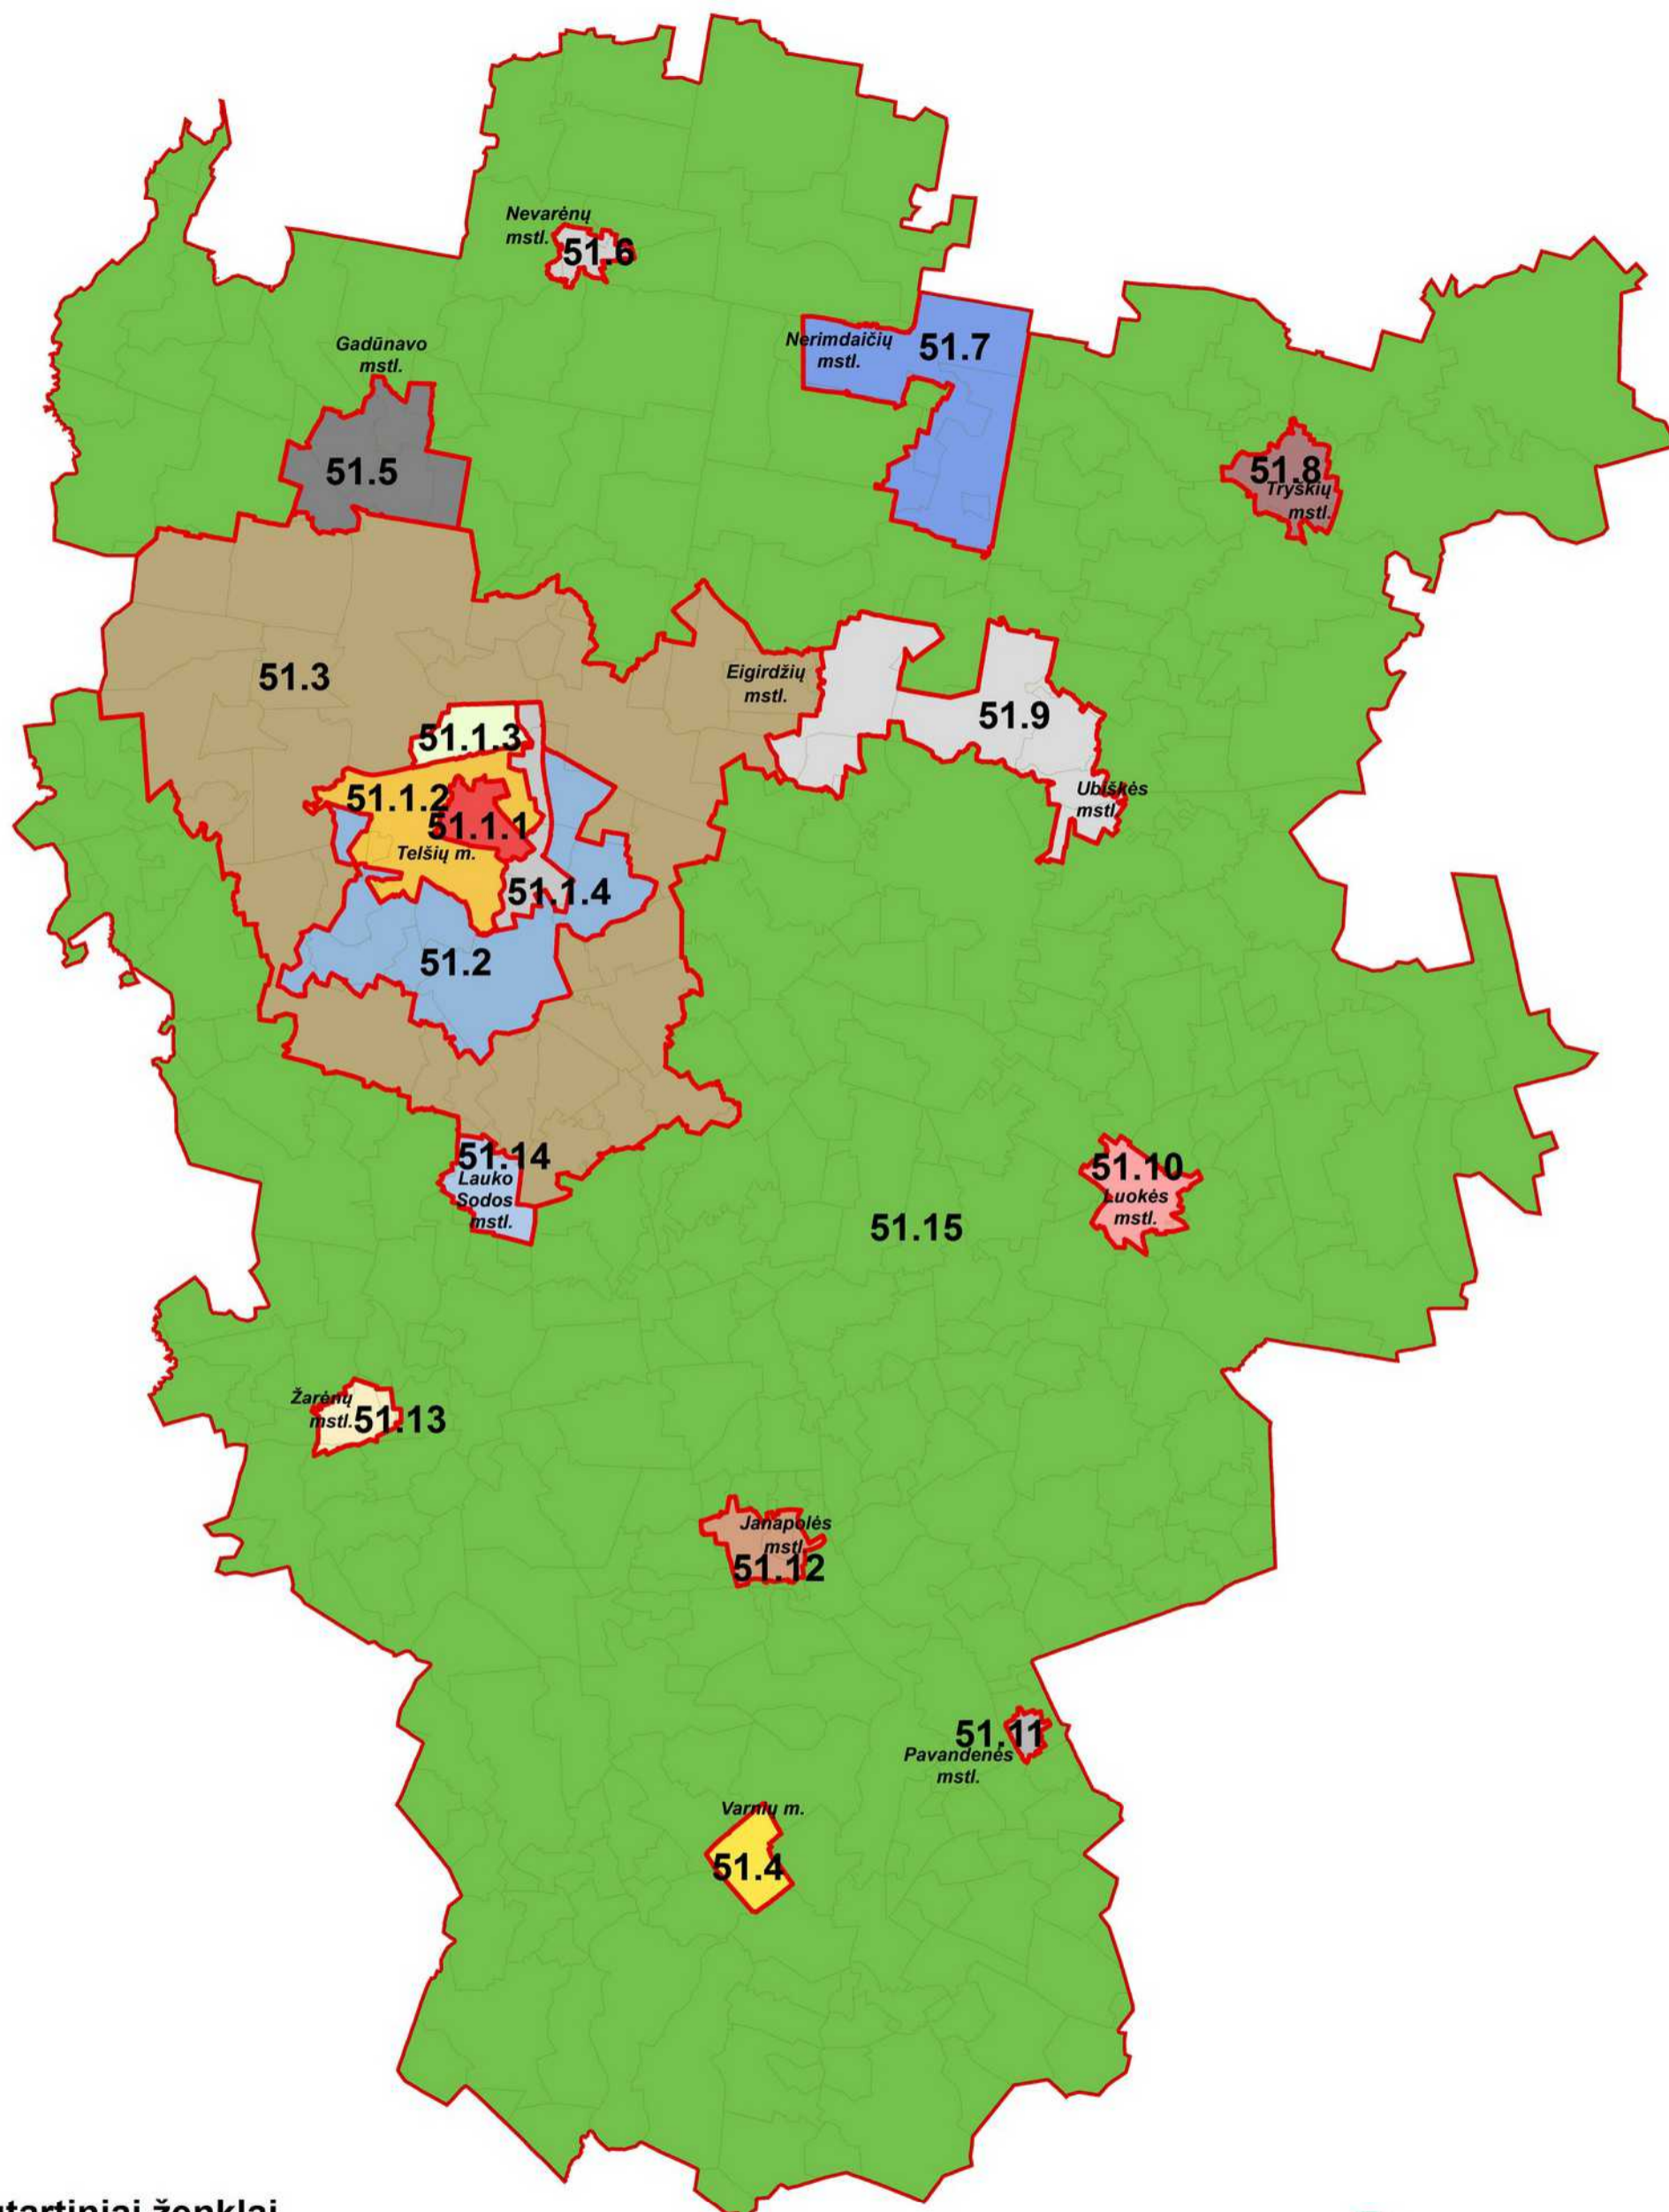 Nevarėnų
mstl.
51.6
Nerimdaičių
mstl.
51.7
Gadūnavo
mstl.
51.5
51.8
Tryškių
mstl.
51.3
Eigirdžių
mstl.
51.9
51.1.3
Ubiškės
mstl.
51.1.2
51.1.1
Telšių m.
51.1.4
51.2
51.14
Lauko
Sodos
mstl.
51.10
Luokės
mstl.
51.15
Žarėnų
mstl.
51.13
Janapolės
mstl.
51.12
51.11
Pavandenės
mstl.
Varnių m.
51.4